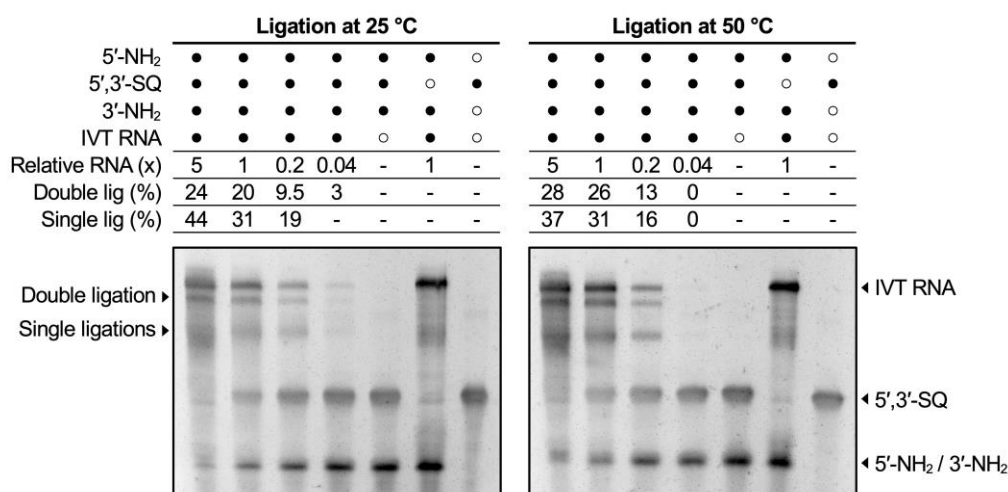 Ligation at 25 °C Ligation at 50 °C
5′-NH₂ ● ● ● ● ● ● ○ ● ● ● ● ● ● ○
5′,3′-SQ ● ● ● ● ● ○ ● ● ● ● ● ● ○ ●
3′-NH₂ ● ● ● ● ● ● ○ ● ● ● ● ● ● ○
IVT RNA ● ● ● ● ○ ● ○ ● ● ● ● ○ ● ○
Relative RNA (x) 5 1 0.2 0.04 - 1 - 5 1 0.2 0.04 - 1 -
Double lig (%) 24 20 9.5 3 - - - 28 26 13 0 - - -
Single lig (%) 44 31 19 - - - - 37 31 16 0 - - -
Double ligation ▸ ◂ IVT RNA
Single ligations ▸
◂ 5′,3′-SQ
◂ 5′-NH₂ / 3′-NH₂